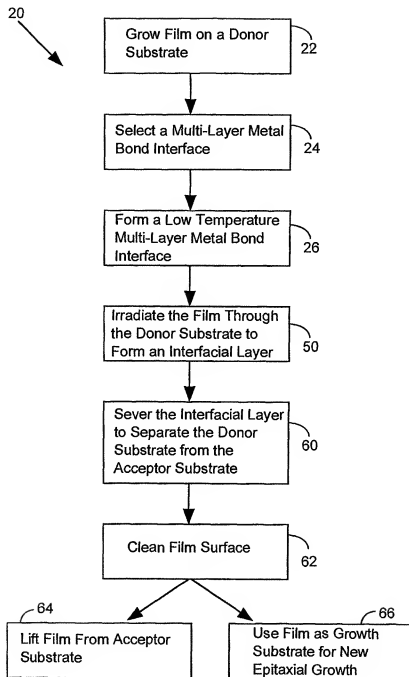 20
Grow Film on a Donor
Substrate
22
Select a Multi-Layer Metal
Bond Interface
24
Form a Low Temperature
Multi-Layer Metal Bond
Interface
26
Irradiate the Film Through
the Donor Substrate to
Form an Interfacial Layer
50
Sever the Interfacial Layer
to Separate the Donor
Substrate from the
Acceptor Substrate
60
Clean Film Surface
62
64
Lift Film From Acceptor
Substrate
66
Use Film as Growth
Substrate for New
Epitaxial Growth